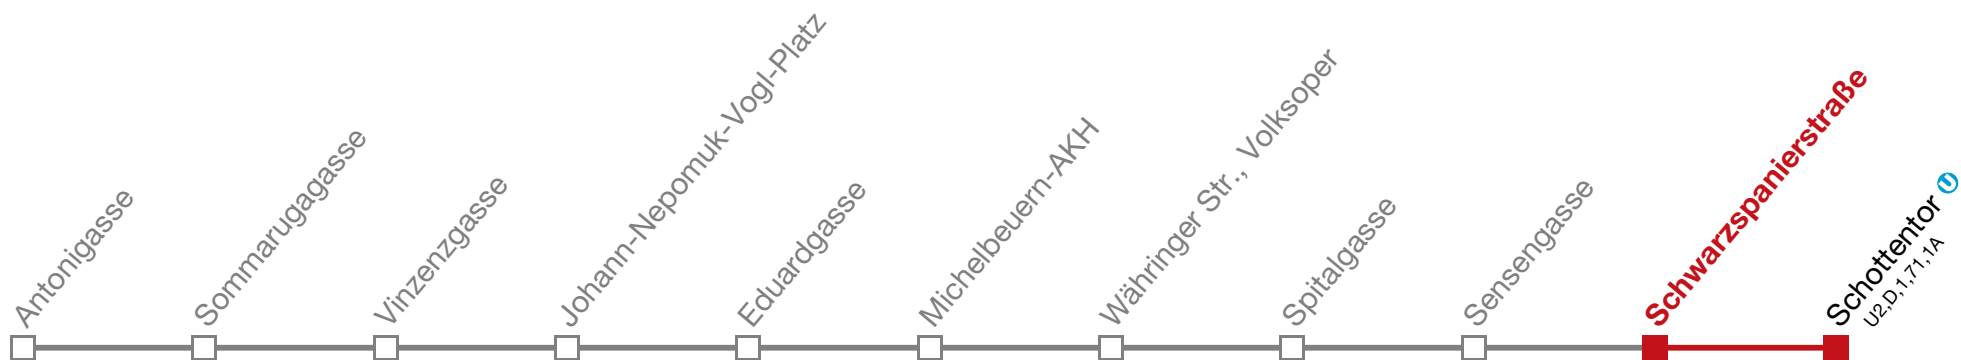 Antonigasse
Sommarugagasse
Vinzenzgasse
Johann-Nepomuk-Vogl-Platz
Eduardgasse
Michelbeuern-AKH
Währinger Str., Volksoper
Spitalgasse
Sensengasse
Schwarzspanierstraße
Schottentor U
U2,D,1,71,1A